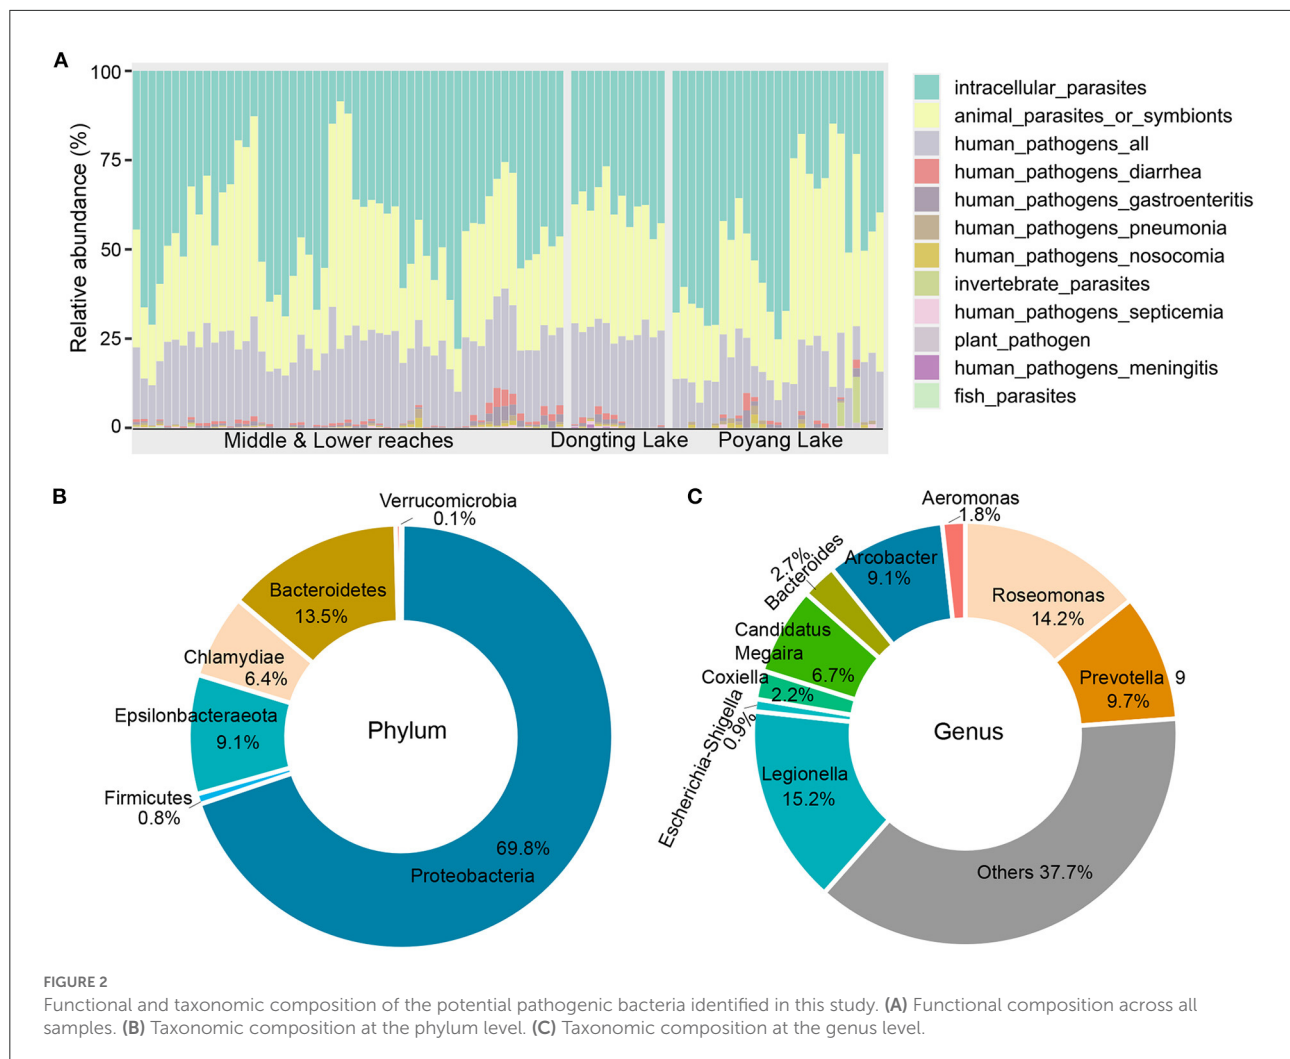 A
Relative abundance (%)
100
75
50
25
0
Middle & Lower reaches
Dongting Lake
Poyang Lake
intracellular_parasites
animal_parasites_or_symbionts
human_pathogens_all
human_pathogens_diarrhea
human_pathogens_gastroenteritis
human_pathogens_pneumonia
human_pathogens_nosocomia
invertebrate_parasites
human_pathogens_septicemia
plant_pathogen
human_pathogens_meningitis
fish_parasites
B
Verrucomicrobia
0.1%
Bacteroidetes
13.5%
Chlamydiae
6.4%
Epsilonbacteraeota
9.1%
Firmicutes
0.8%
Phylum
69.8%
Proteobacteria
C
Aeromonas
1.8%
Arcobacter
9.1%
2.7%
Bacteroides
Roseomonas
14.2%
Candidatus
Megaira
6.7%
Prevotella 9
9.7%
Coxiella
2.2%
Escherichia-Shigella
0.9%
Genus
Legionella
15.2%
Others 37.7%
FIGURE 2
Functional and taxonomic composition of the potential pathogenic bacteria identified in this study. (A) Functional composition across all
samples. (B) Taxonomic composition at the phylum level. (C) Taxonomic composition at the genus level.